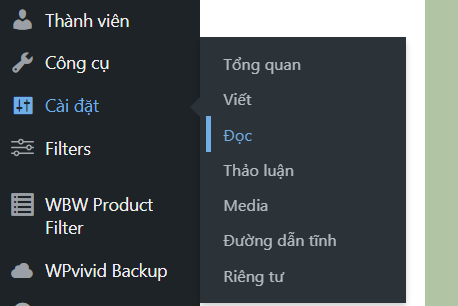 Thành viên
Công cụ
Cài đặt
Filters
WBW Product
Filter
WPvivid Backup
Tổng quan
Viết
Đọc
Thảo luận
Media
Đường dẫn tĩnh
Riêng tư